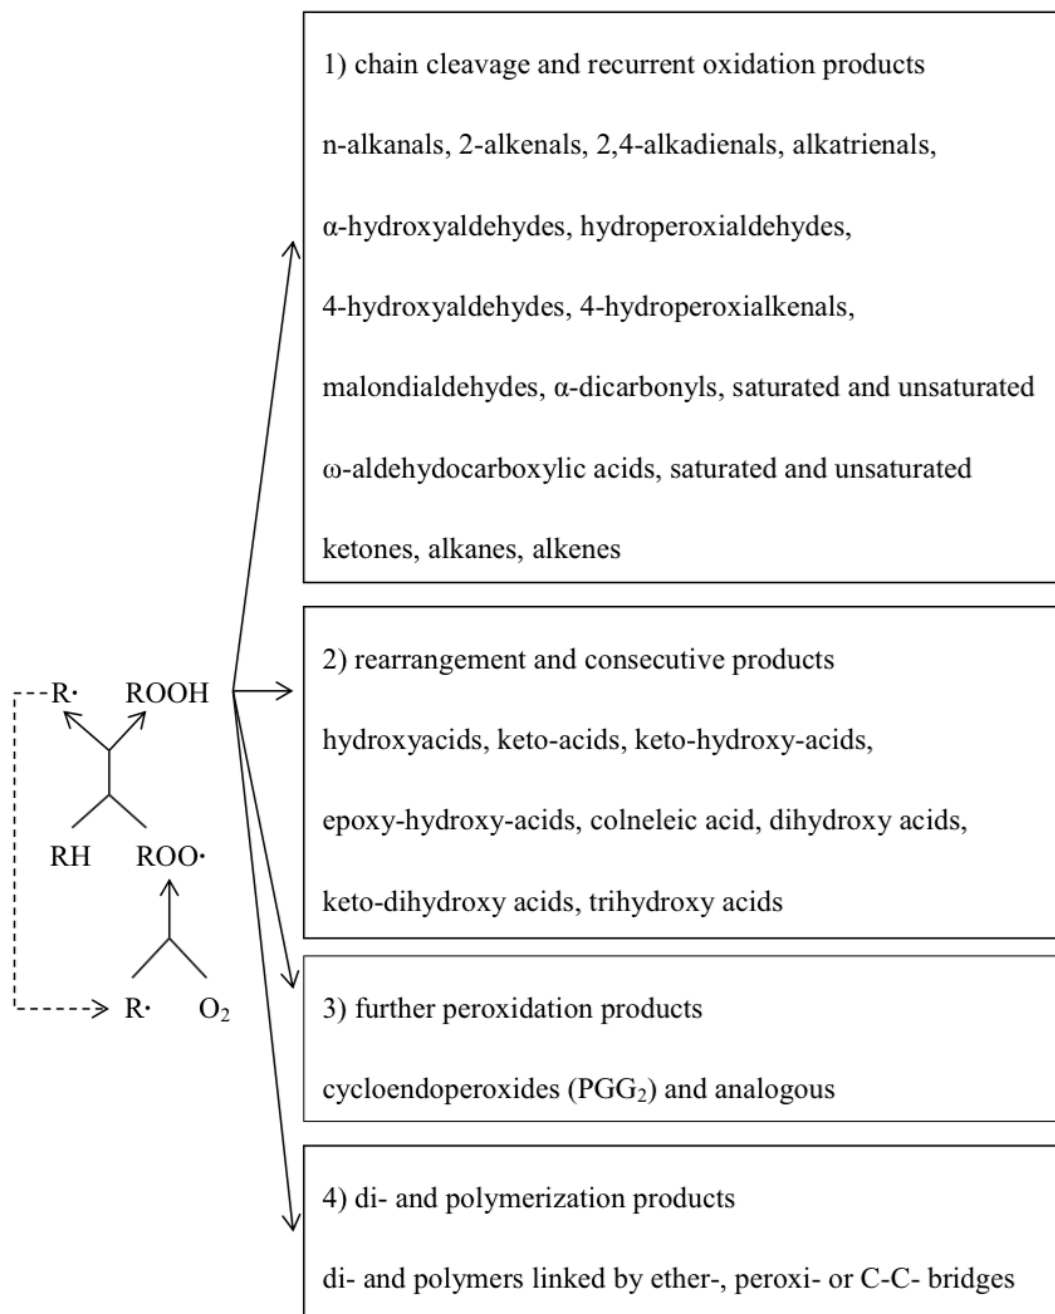 1) chain cleavage and recurrent oxidation products
n-alkanals, 2-alkenals, 2,4-alkadienals, alkatrienals,
α-hydroxyaldehydes, hydroperoxialdehydes,
4-hydroxyaldehydes, 4-hydroperoxialkenals,
malondialdehydes, α-dicarbonyls, saturated and unsaturated
ω-aldehydocarboxylic acids, saturated and unsaturated
ketones, alkanes, alkenes
2) rearrangement and consecutive products
R· ROOH
hydroxyacids, keto-acids, keto-hydroxy-acids,
epoxy-hydroxy-acids, colneleic acid, dihydroxy acids,
RH ROO·
keto-dihydroxy acids, trihydroxy acids
R· O₂
3) further peroxidation products
cycloendoperoxides (PGG₂) and analogous
4) di- and polymerization products
di- and polymers linked by ether-, peroxi- or C-C- bridges